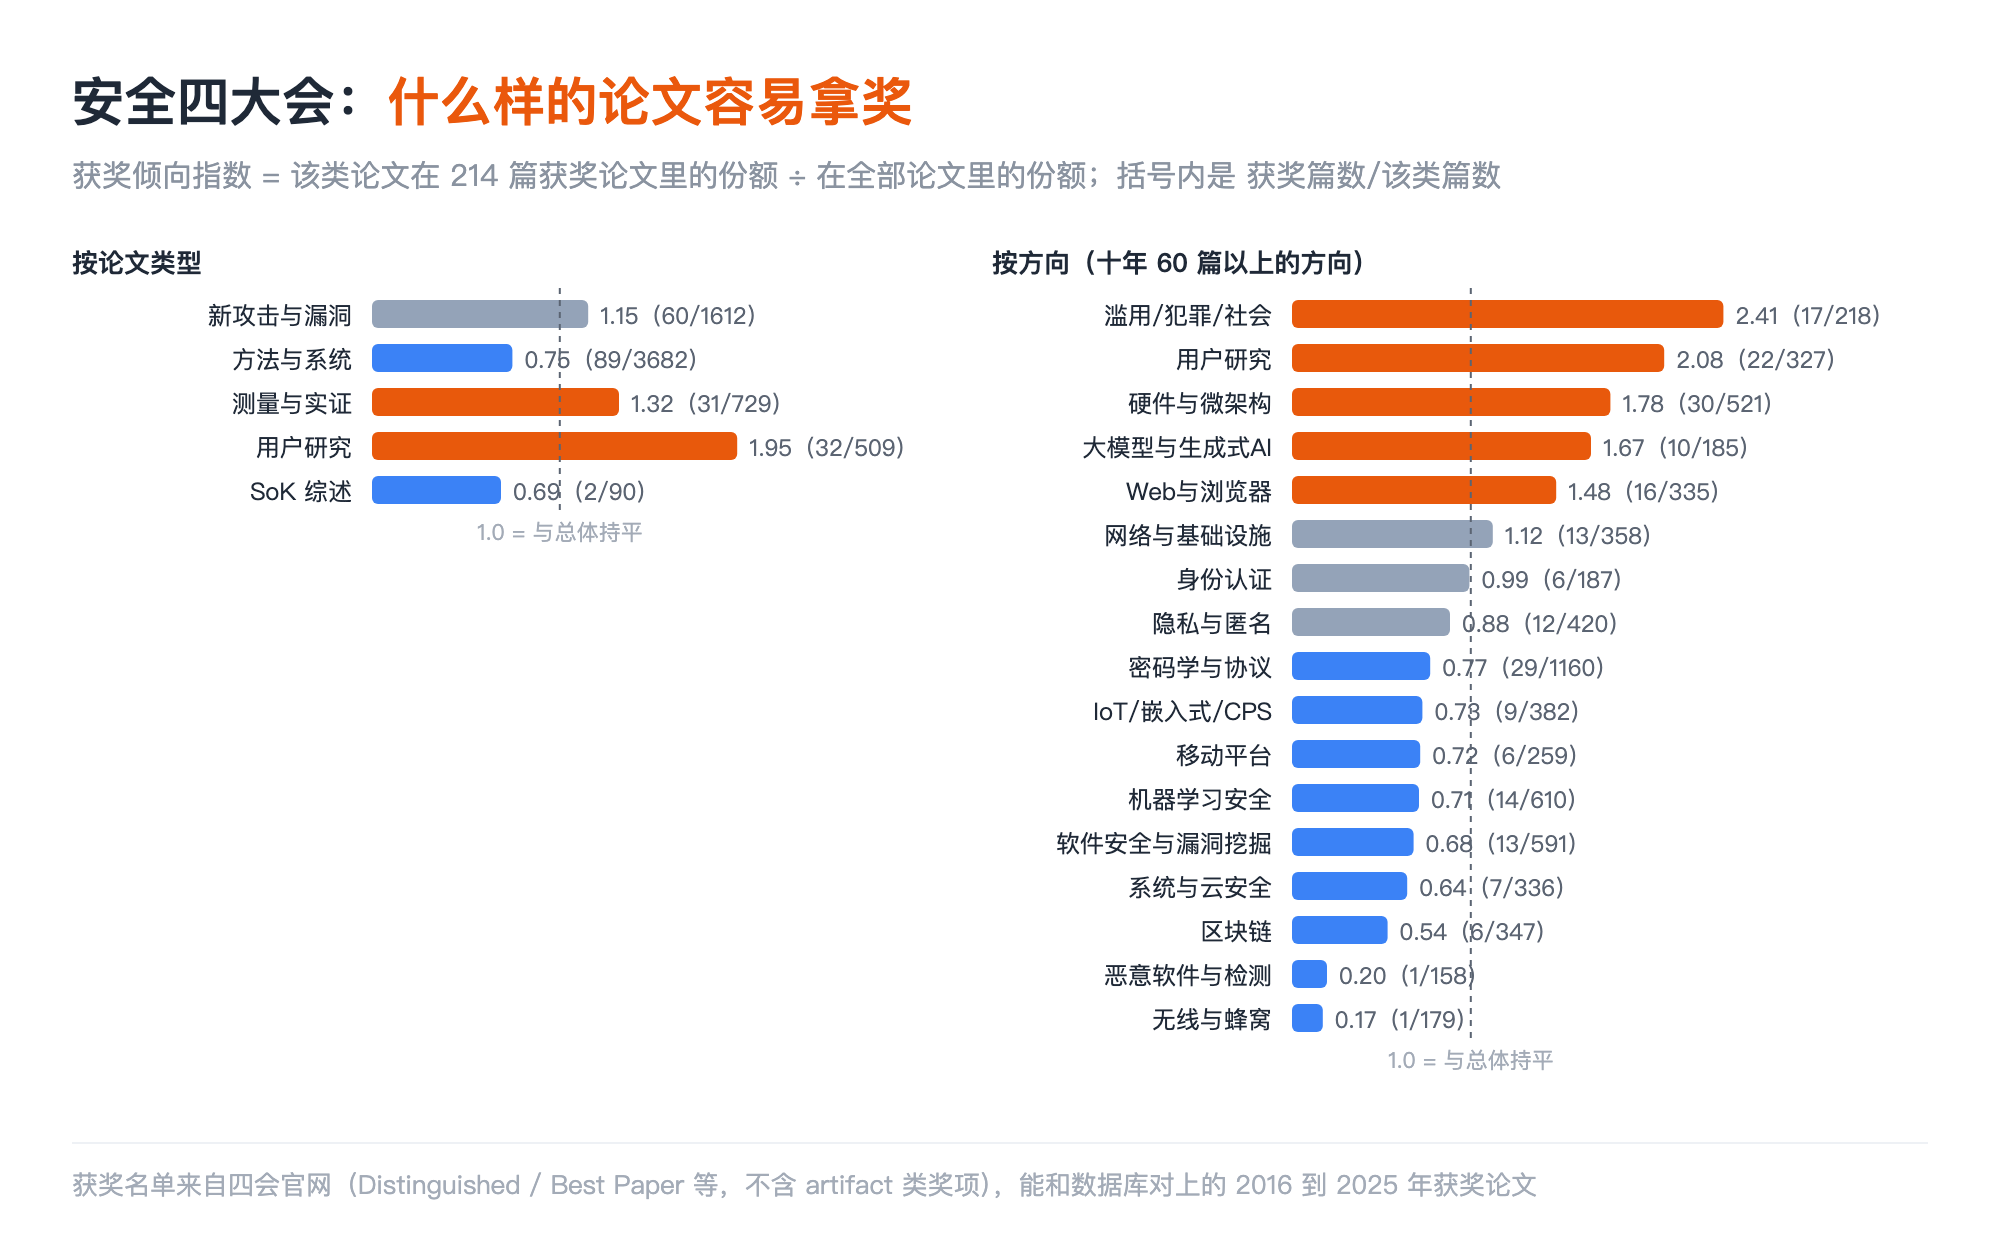 安全四大会：什么样的论文容易拿奖
获奖倾向指数 = 该类论文在 214 篇获奖论文里的份额 ÷ 在全部论文里的份额；括号内是 获奖篇数/该类篇数
按论文类型
新攻击与漏洞 1.15（60/1612）
方法与系统 0.75（89/3682）
测量与实证 1.32（31/729）
用户研究 1.95（32/509）
SoK 综述 0.69（2/90）
1.0 = 与总体持平
按方向（十年 60 篇以上的方向）
滥用/犯罪/社会 2.41（17/218）
用户研究 2.08（22/327）
硬件与微架构 1.78（30/521）
大模型与生成式AI 1.67（10/185）
Web与浏览器 1.48（16/335）
网络与基础设施 1.12（13/358）
身份认证 0.99（6/187）
隐私与匿名 0.88（12/420）
密码学与协议 0.77（29/1160）
IoT/嵌入式/CPS 0.73（9/382）
移动平台 0.72（6/259）
机器学习安全 0.71（14/610）
软件安全与漏洞挖掘 0.68（13/591）
系统与云安全 0.64（7/336）
区块链 0.54（6/347）
恶意软件与检测 0.20（1/158）
无线与蜂窝 0.17（1/179）
1.0 = 与总体持平
获奖名单来自四会官网（Distinguished / Best Paper 等，不含 artifact 类奖项），能和数据库对上的 2016 到 2025 年获奖论文